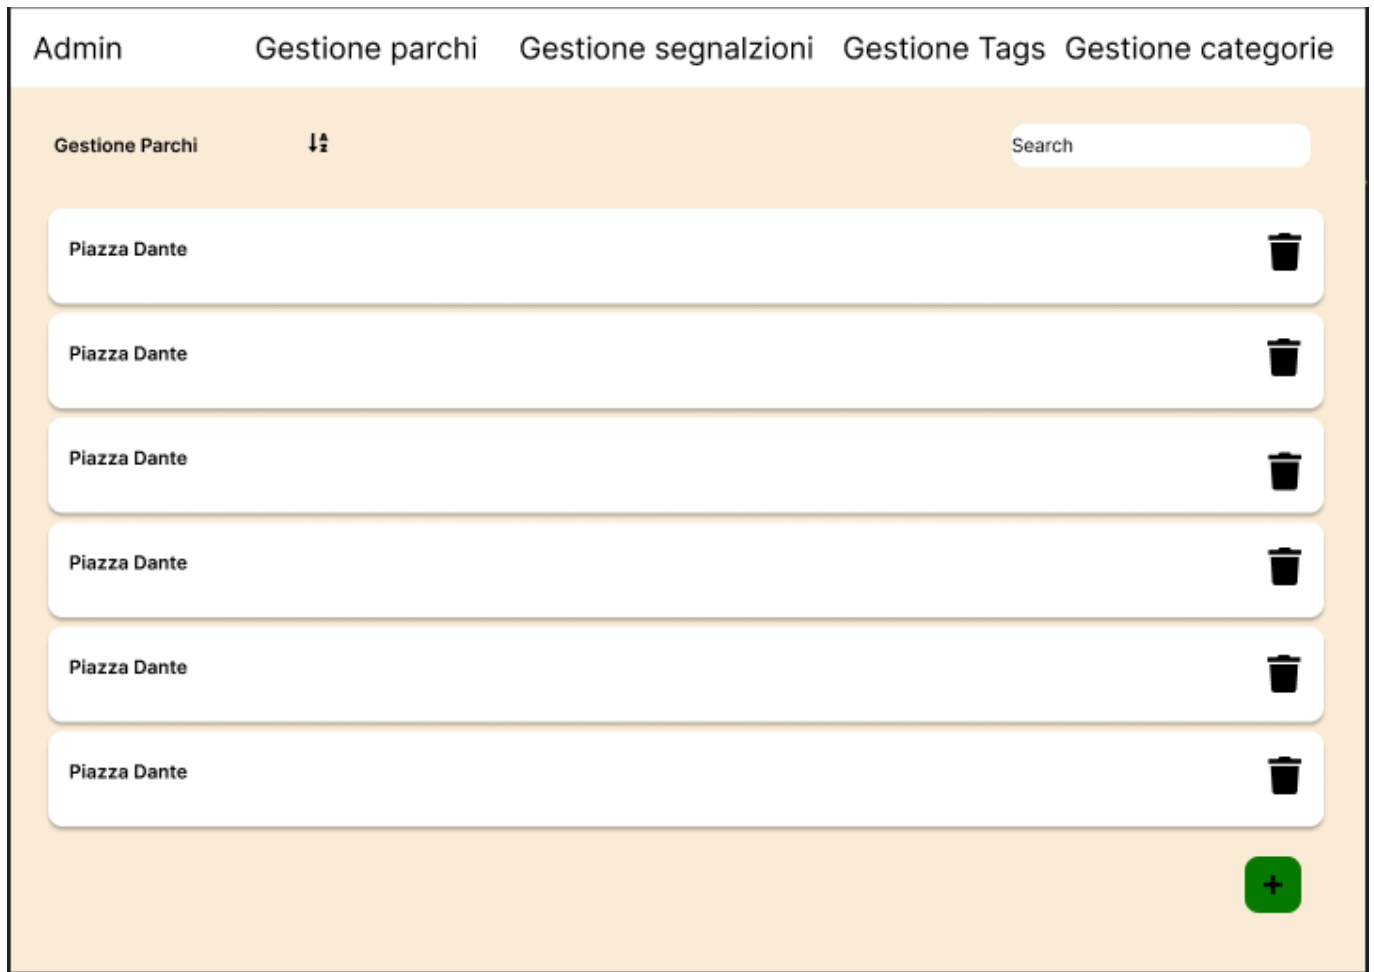 Admin Gestione parchi Gestione segnalzioni Gestione Tags Gestione categorie
Gestione Parchi Search
Piazza Dante
Piazza Dante
Piazza Dante
Piazza Dante
Piazza Dante
Piazza Dante
+